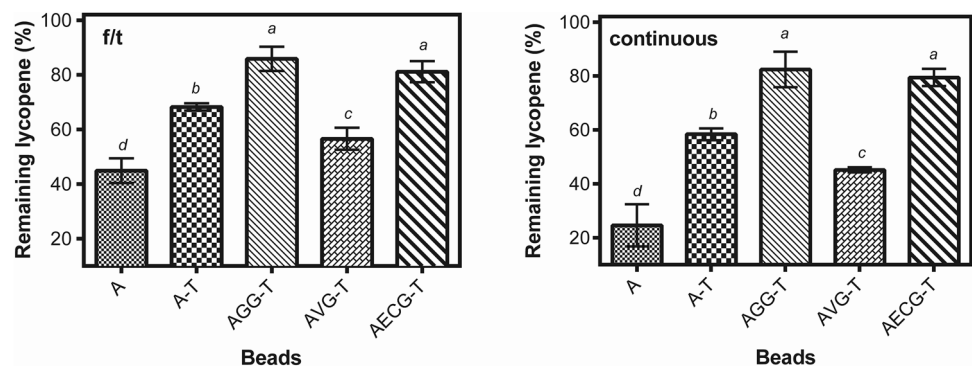 f/t
Remaining lycopene (%)
100
80
60
40
20
d
b
a
c
a
A
A-T
AGG-T
AVG-T
AECG-T
Beads
continuous
Remaining lycopene (%)
100
80
60
40
20
d
b
a
c
a
A
A-T
AGG-T
AVG-T
AECG-T
Beads